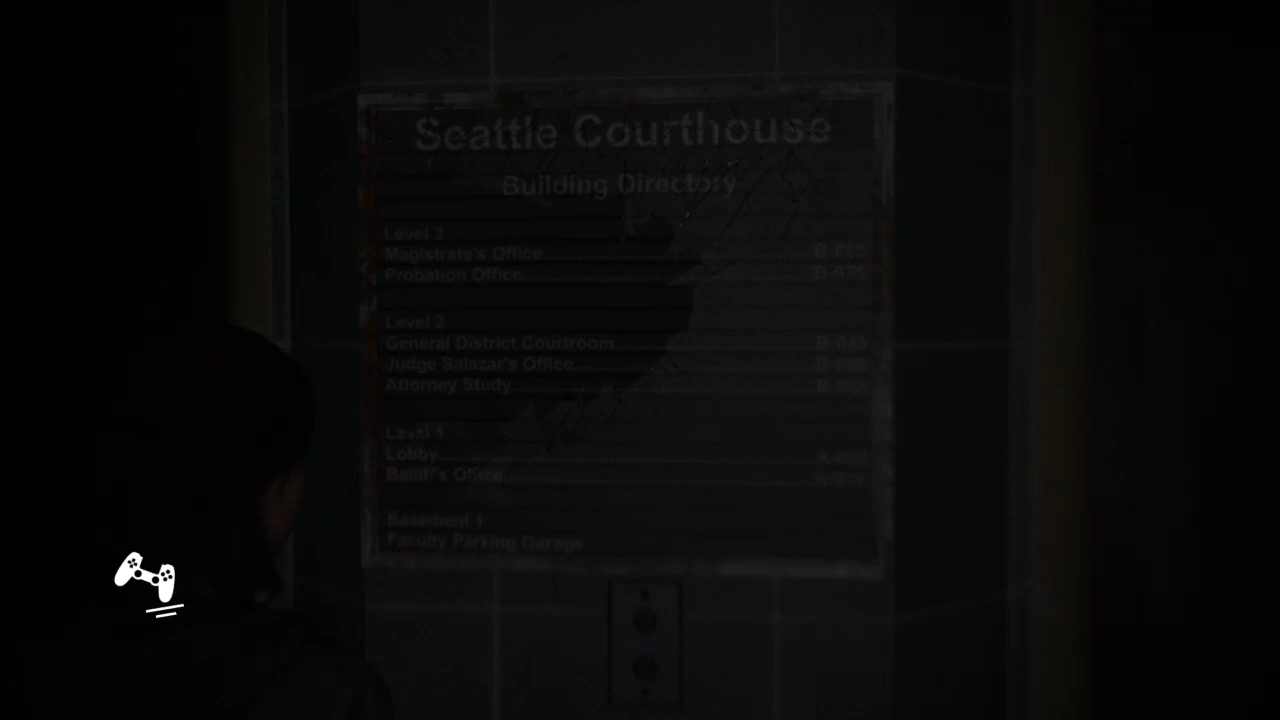 Seattle Courthouse
Building Directory
Level 3
Magistrate's Office
Probation Office
Level 2
General District Courtroom
Judge Salazar's Office
Attorney Study
Level 1
Lobby
Bailiff's Office
Basement 1
Faculty Parking Garage